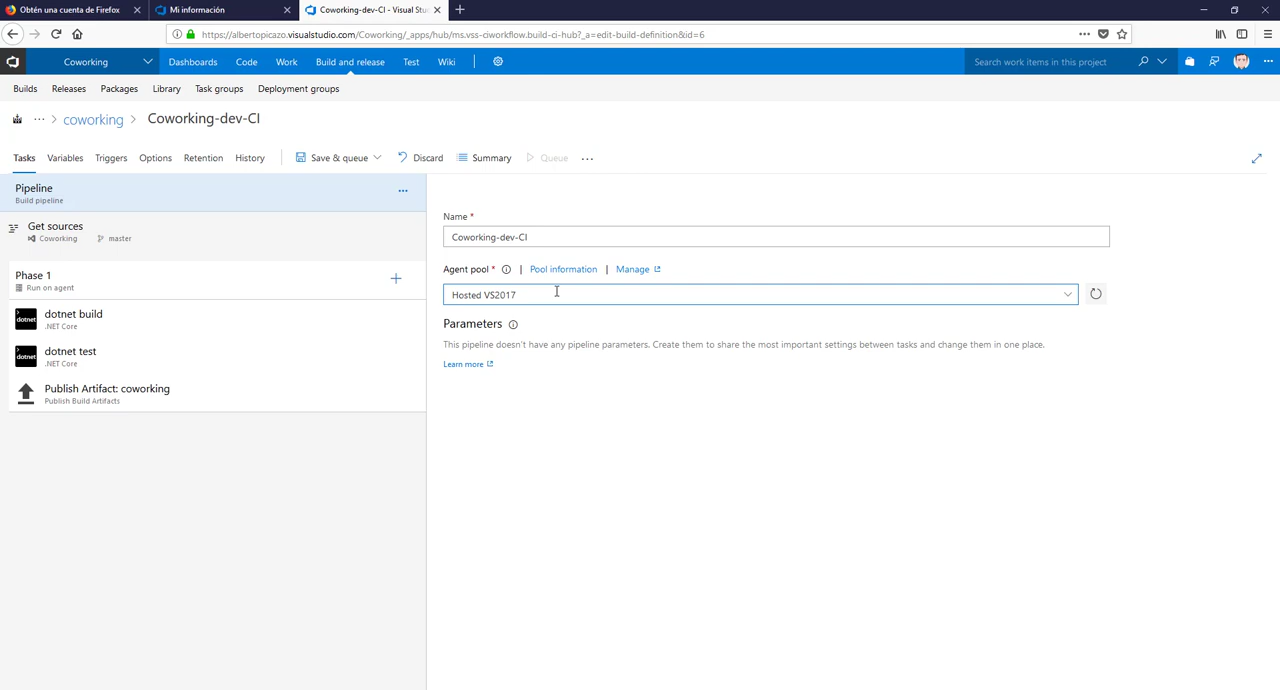 Obtén una cuenta de Firefox
Mi información
Coworking-dev-CI - Visual Stu
https://albertopicazo.visualstudio.com/Coworking/_apps/hub/ms.vss-ciworkflow.build-ci-hub?_a=edit-build-definition&id=6
Coworking Dashboards Code Work Build and release Test Wiki Search work items in this project
Builds Releases Packages Library Task groups Deployment groups
... > coworking > Coworking-dev-CI
Tasks Variables Triggers Options Retention History Save & queue Discard Summary Queue ...
Pipeline
Build pipeline
Get sources
Coworking master
Phase 1
Run on agent
dotnet
dotnet build
.NET Core
dotnet
dotnet test
.NET Core
Publish Artifact: coworking
Publish Build Artifacts
Name *
Coworking-dev-CI
Agent pool * | Pool information | Manage
Hosted VS2017
Parameters
This pipeline doesn't have any pipeline parameters. Create them to share the most important settings between tasks and change them in one place.
Learn more